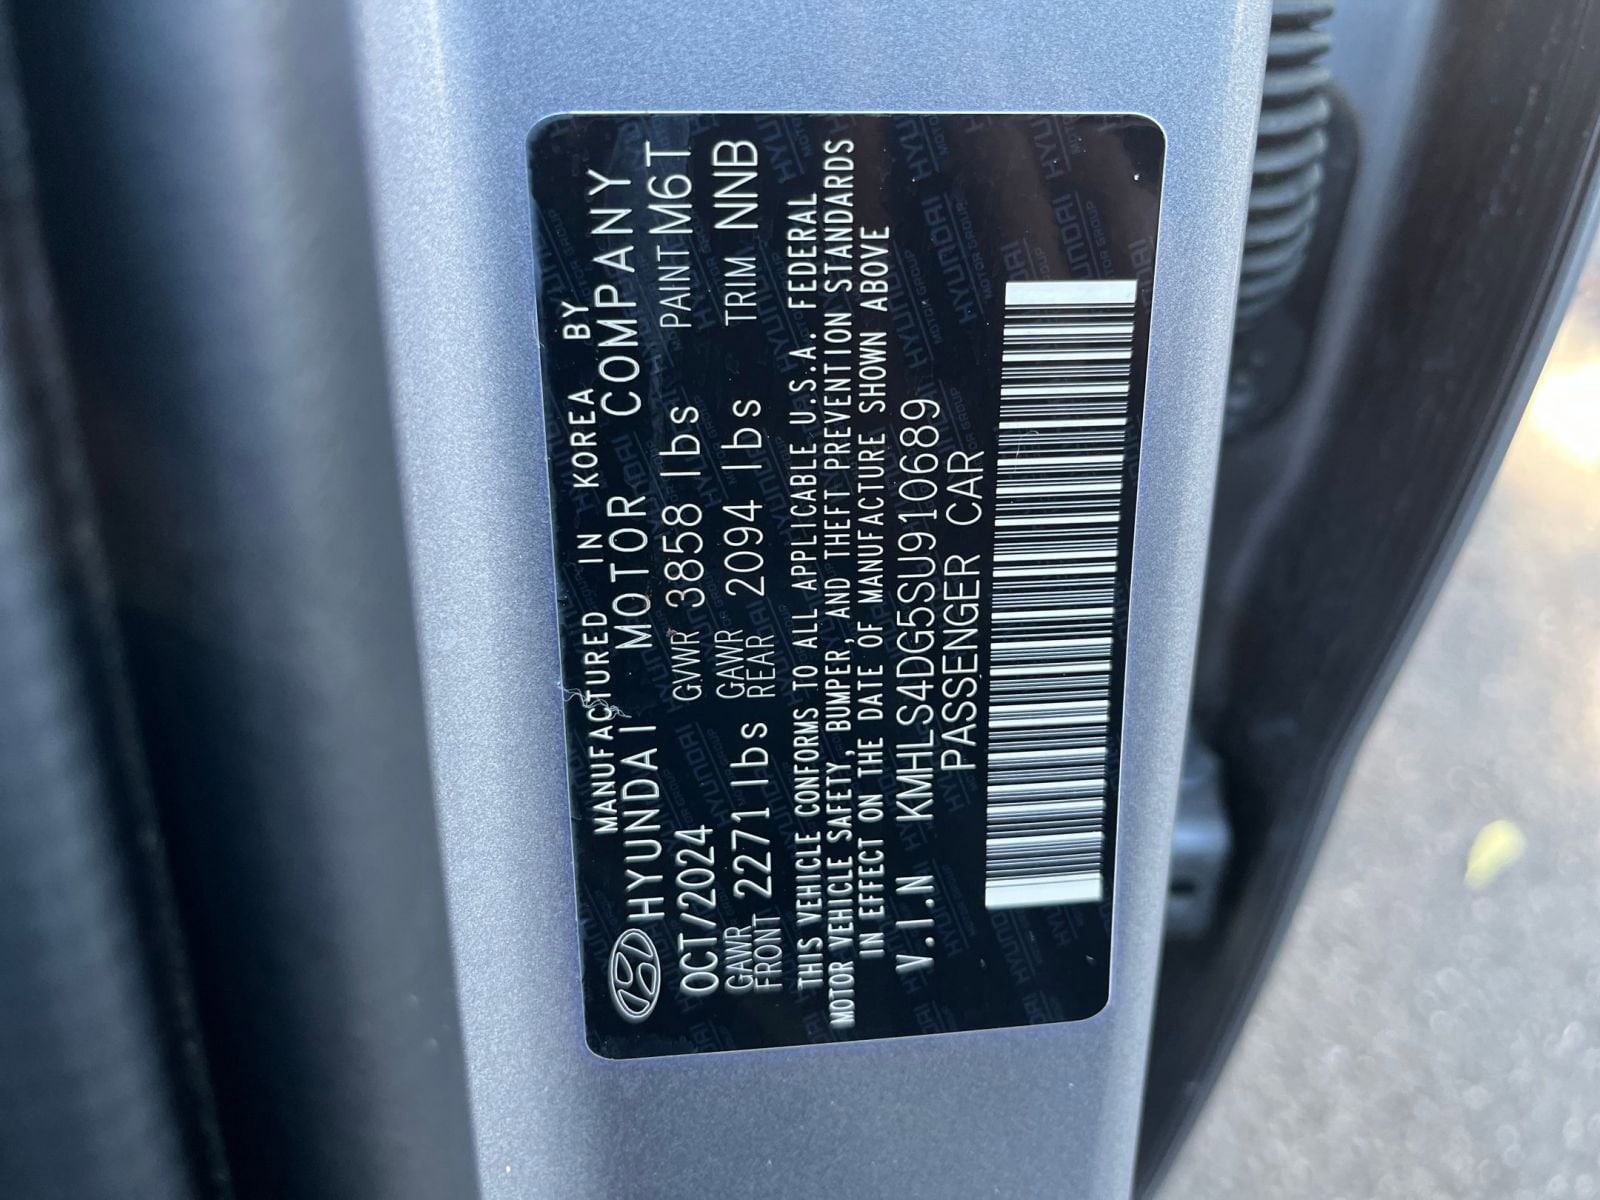 MANUFACTURED IN KOREA BY
HYUNDAI MOTOR COMPANY
OCT/2024 GVWR 3858 lbs PAINT M6T
GAWR FRONT 2271 lbs GAWR REAR 2094 lbs TRIM NNB
THIS VEHICLE CONFORMS TO ALL APPLICABLE U.S.A. FEDERAL
MOTOR VEHICLE SAFETY, BUMPER, AND THEFT PREVENTION STANDARDS
IN EFFECT ON THE DATE OF MANUFACTURE SHOWN ABOVE
V.I.N KMHLS4DG5SU910689
PASSENGER CAR